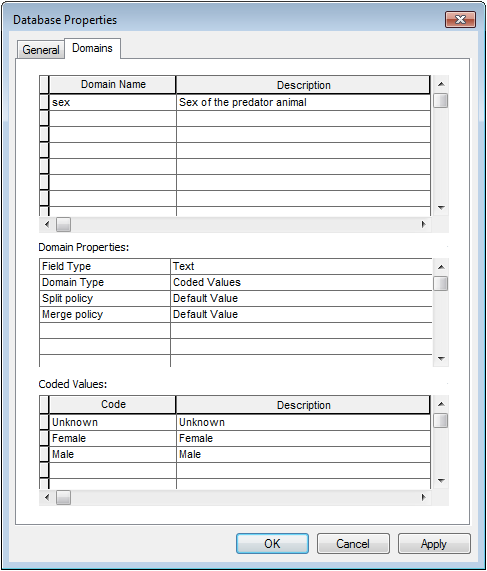 Database Properties
General Domains
Domain Name Description
sex Sex of the predator animal
Domain Properties:
Field Type Text
Domain Type Coded Values
Split policy Default Value
Merge policy Default Value
Coded Values:
Code Description
Unknown Unknown
Female Female
Male Male
OK Cancel Apply